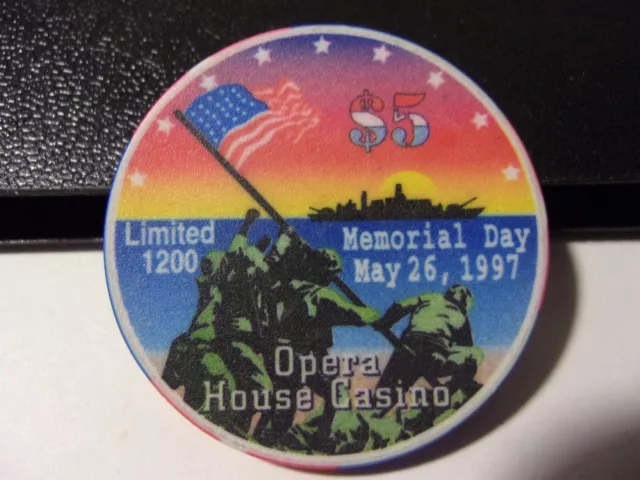 $5
Limited
1200
Memorial Day
May 26, 1997
Opera
House Casino